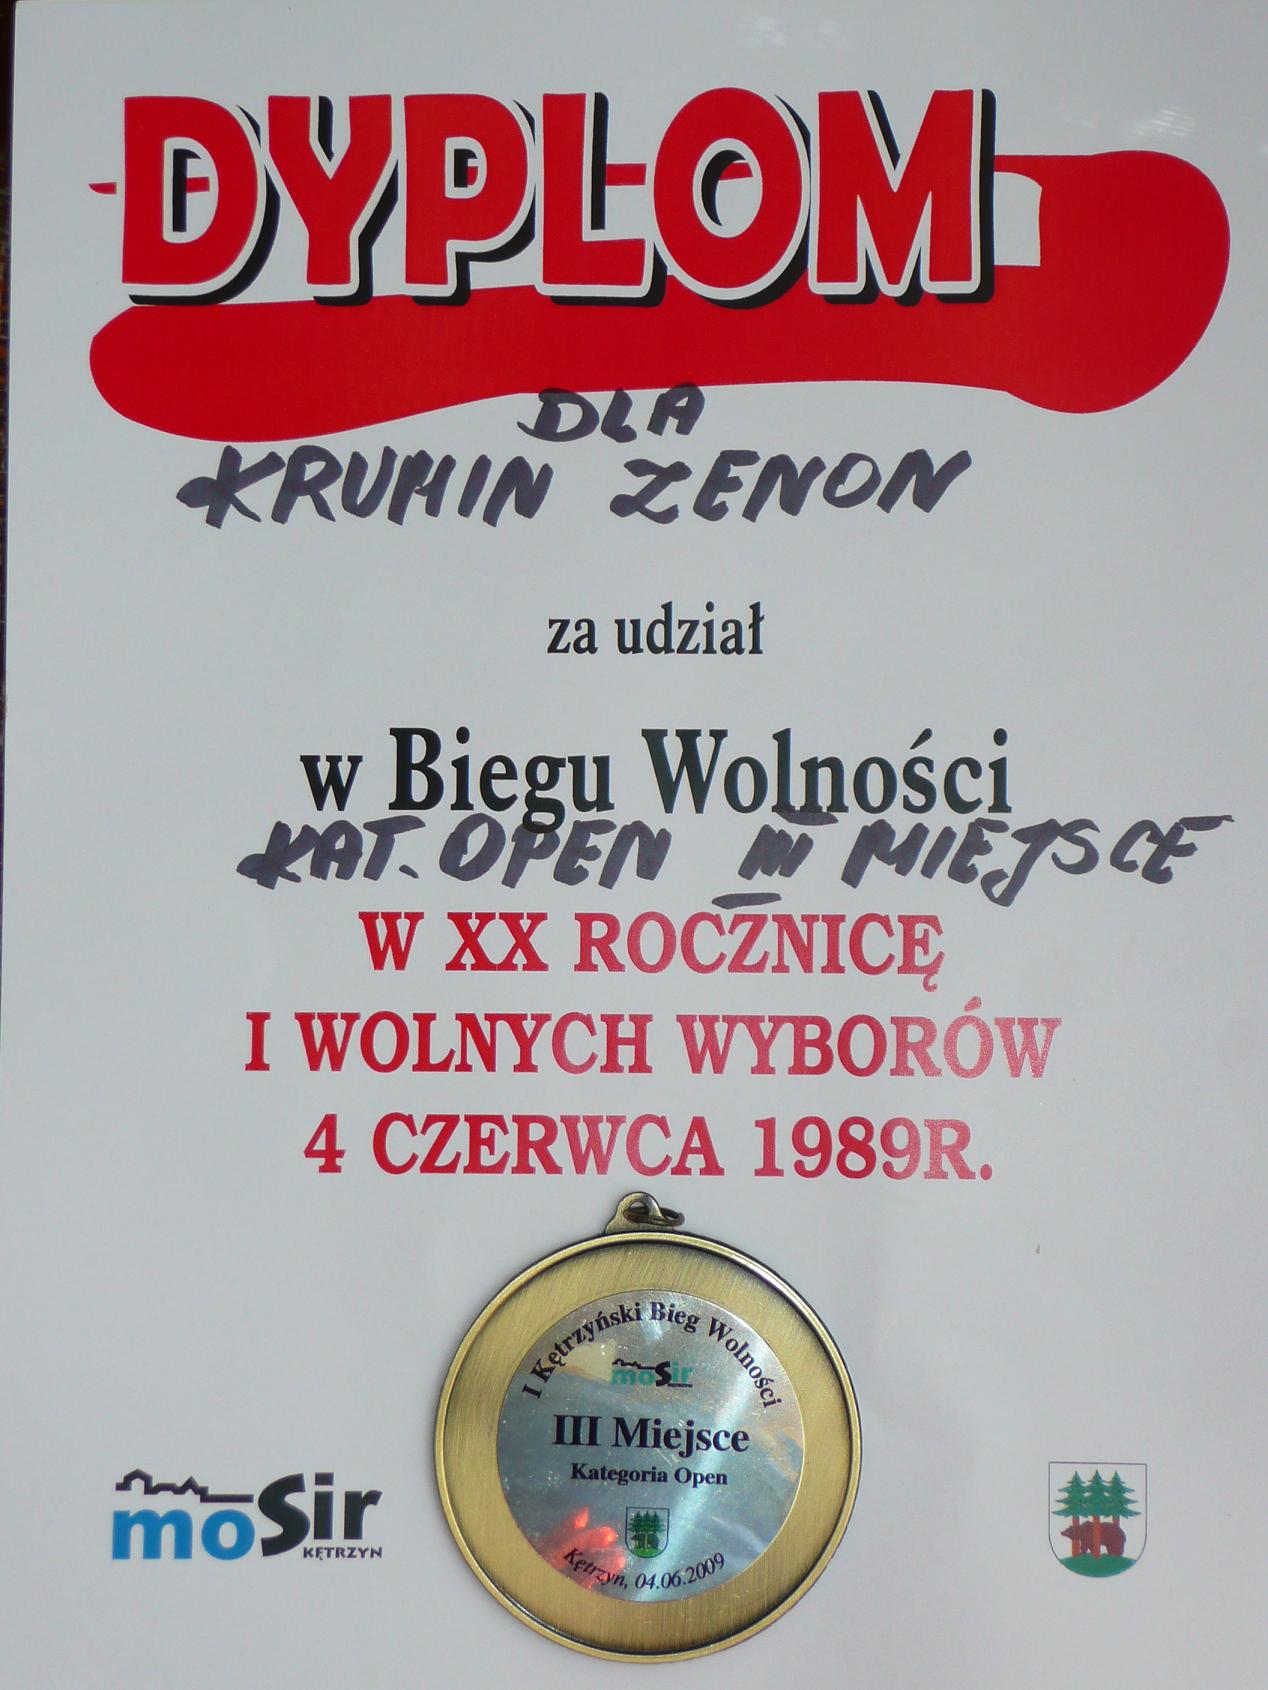 DYPLOM
DLA
KRUMIN ZENON
za udział
w Biegu Wolności
KAT. OPEN III MIEJSCE
W XX ROCZNICĘ
I WOLNYCH WYBORÓW
4 CZERWCA 1989R.
I Kętrzyński Bieg Wolności
moSir
KĘTRZYN
III Miejsce
Kategoria Open
Kętrzyn, 04.06.2009
moSir
KĘTRZYN